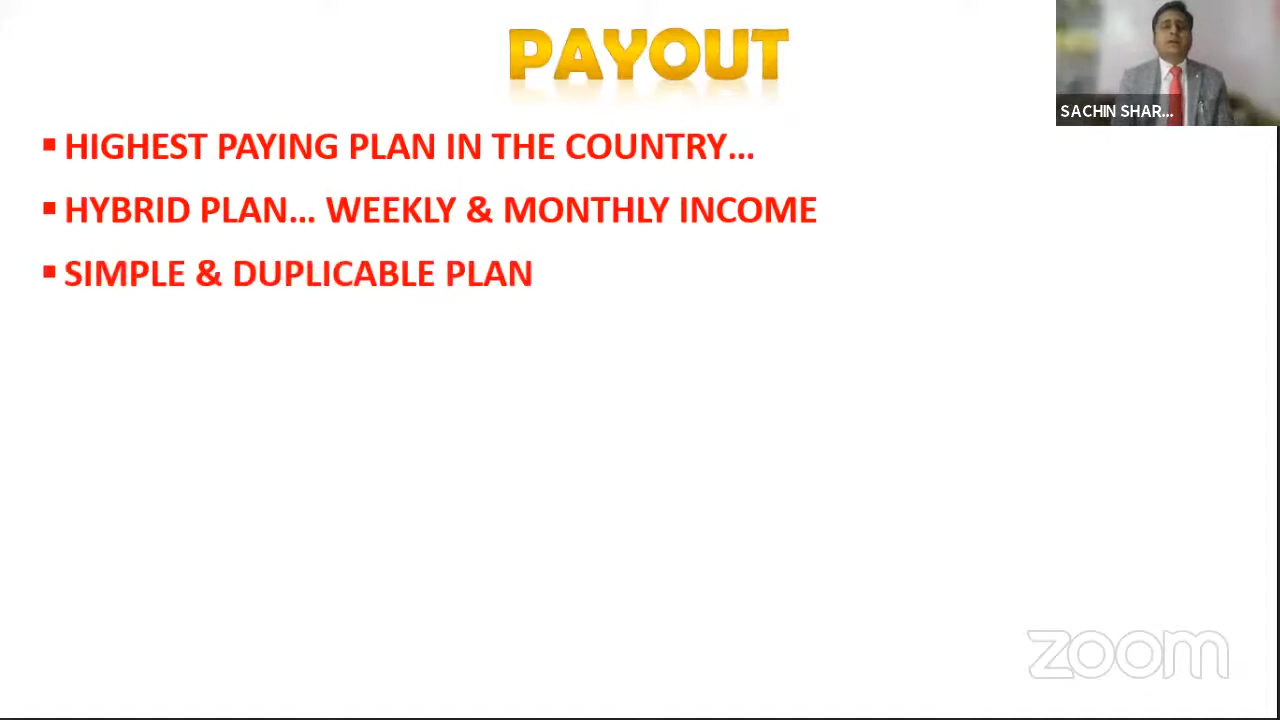 PAYOUT
SACHIN SHAR...
▪ HIGHEST PAYING PLAN IN THE COUNTRY...
▪ HYBRID PLAN... WEEKLY & MONTHLY INCOME
▪ SIMPLE & DUPLICABLE PLAN
zoom